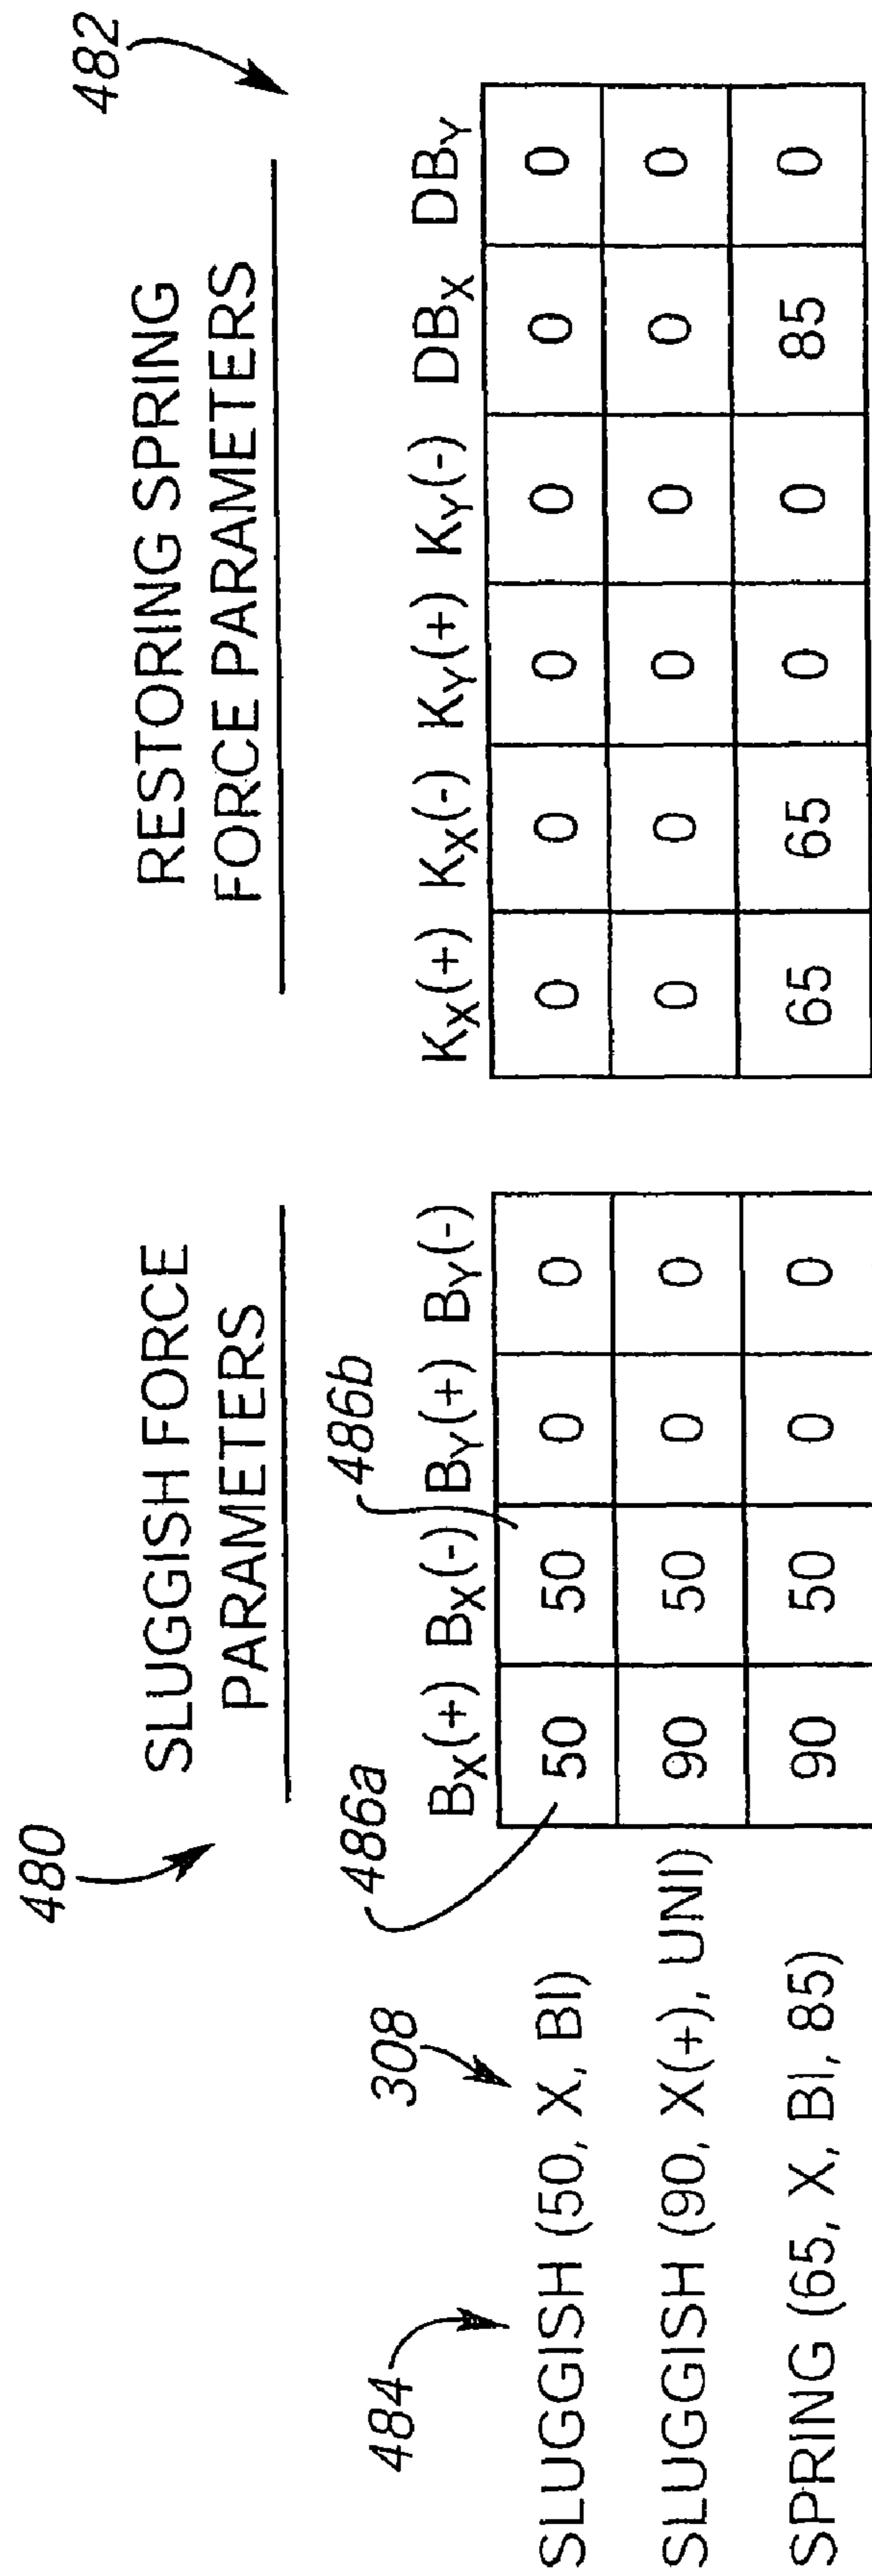 482
480
RESTORING SPRING
FORCE PARAMETERS
SLUGGISH FORCE
PARAMETERS
484
308
486a
486b
BX(+) BX(-) BY(+) BY(-)
KX(+) KX(-) KY(+) KY(-) DBX DBY
SLUGGISH (50, X, BI) 50 50 0 0 0 0 0 0 0 0
SLUGGISH (90, X(+), UNI) 90 50 0 0 0 0 0 0 0 0
SPRING (65, X, BI, 85) 90 50 0 0 65 65 0 0 85 0